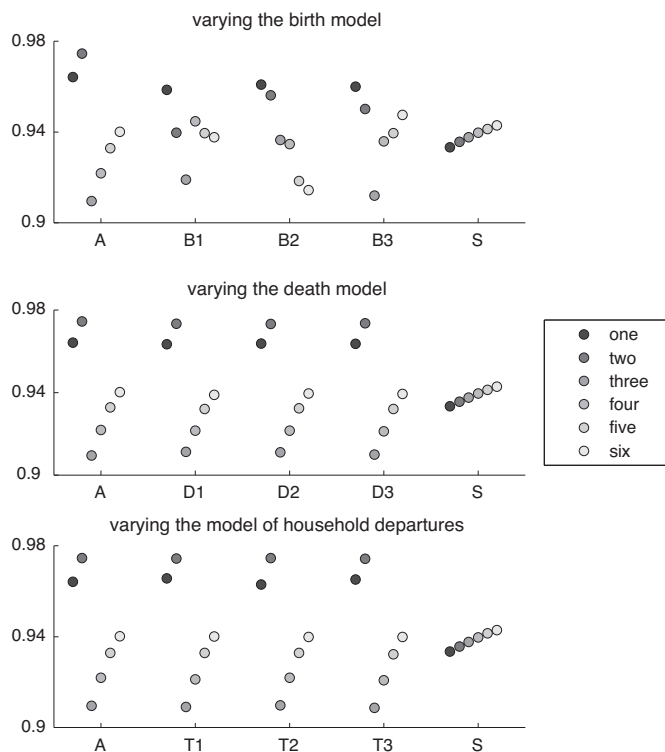 varying the birth model
0.98
0.94
0.9
A B1 B2 B3 S
varying the death model
0.98
0.94
0.9
A D1 D2 D3 S
one
two
three
four
five
six
varying the model of household departures
0.98
0.94
0.9
A T1 T2 T3 S